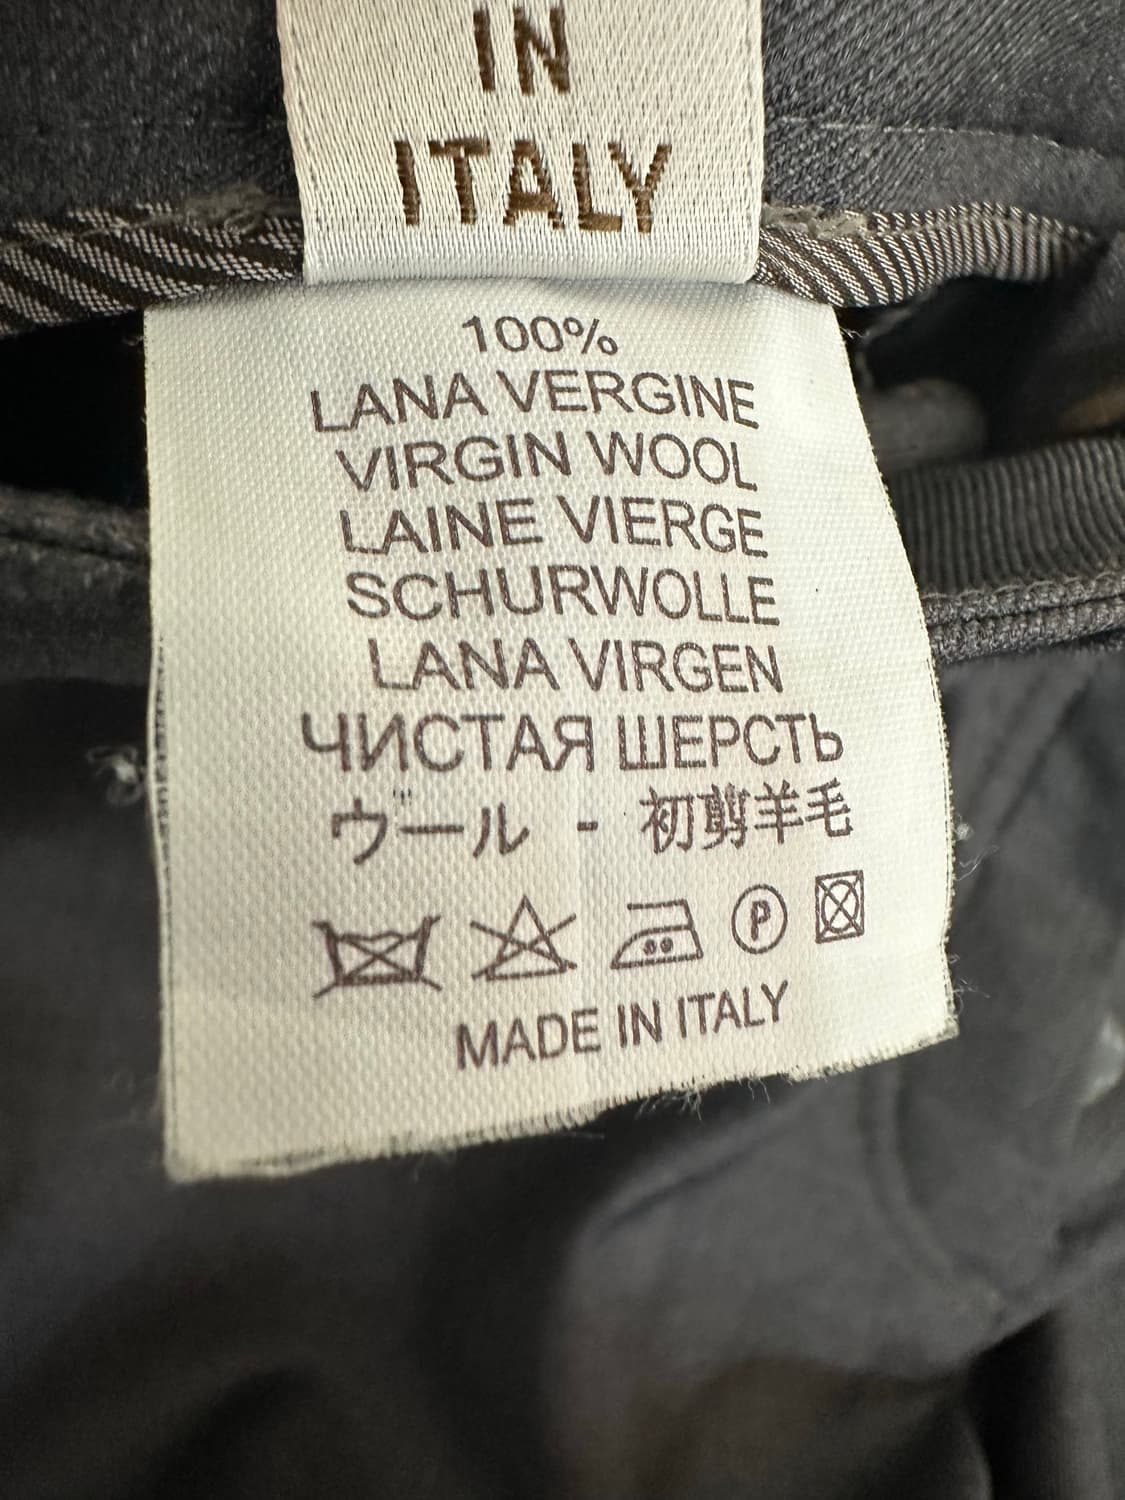 IN
ITALY
100%
LANA VERGINE
VIRGIN WOOL
LAINE VIERGE
SCHURWOLLE
LANA VIRGEN
ЧИСТАЯ ШЕРСТЬ
ウール - 初剪羊毛
P
MADE IN ITALY